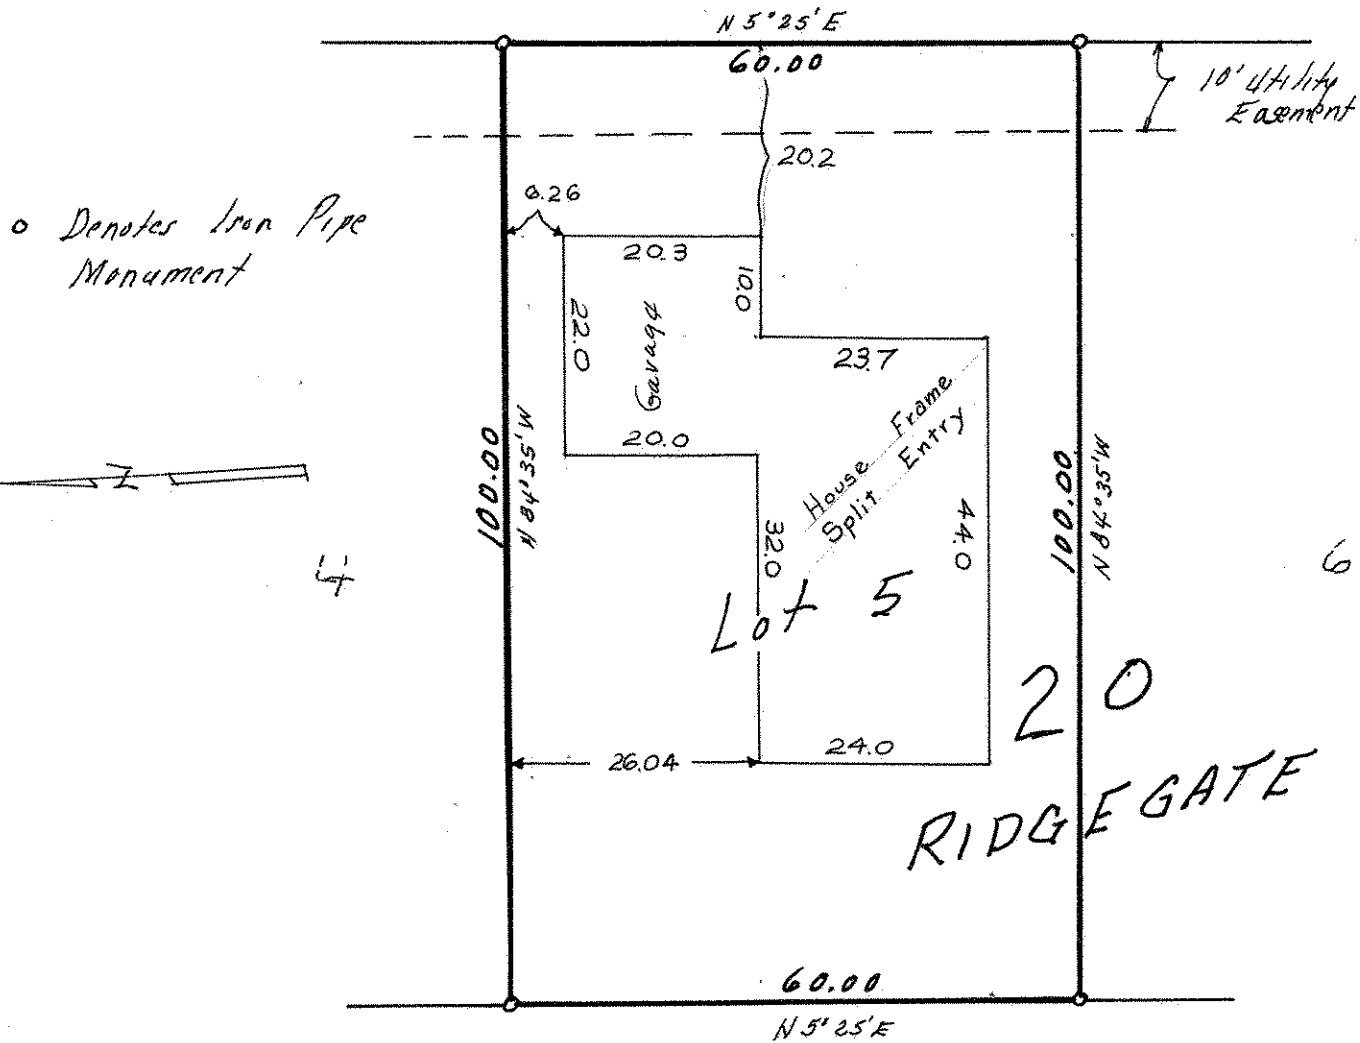 N 5°25'E
60.00
10' Utility
Easement
20.2
6.26
o Denotes Iron Pipe
Monument
20.3
10.0
22.0
Garage
23.7
House Frame
Split Entry
20.0
100.00
N 84°35'W
Z
32.0
44.0
100.00
N 84°35'W
4
6
Lot 5
20
26.04
24.0
RIDGEGATE
60.00
N 5°25'E